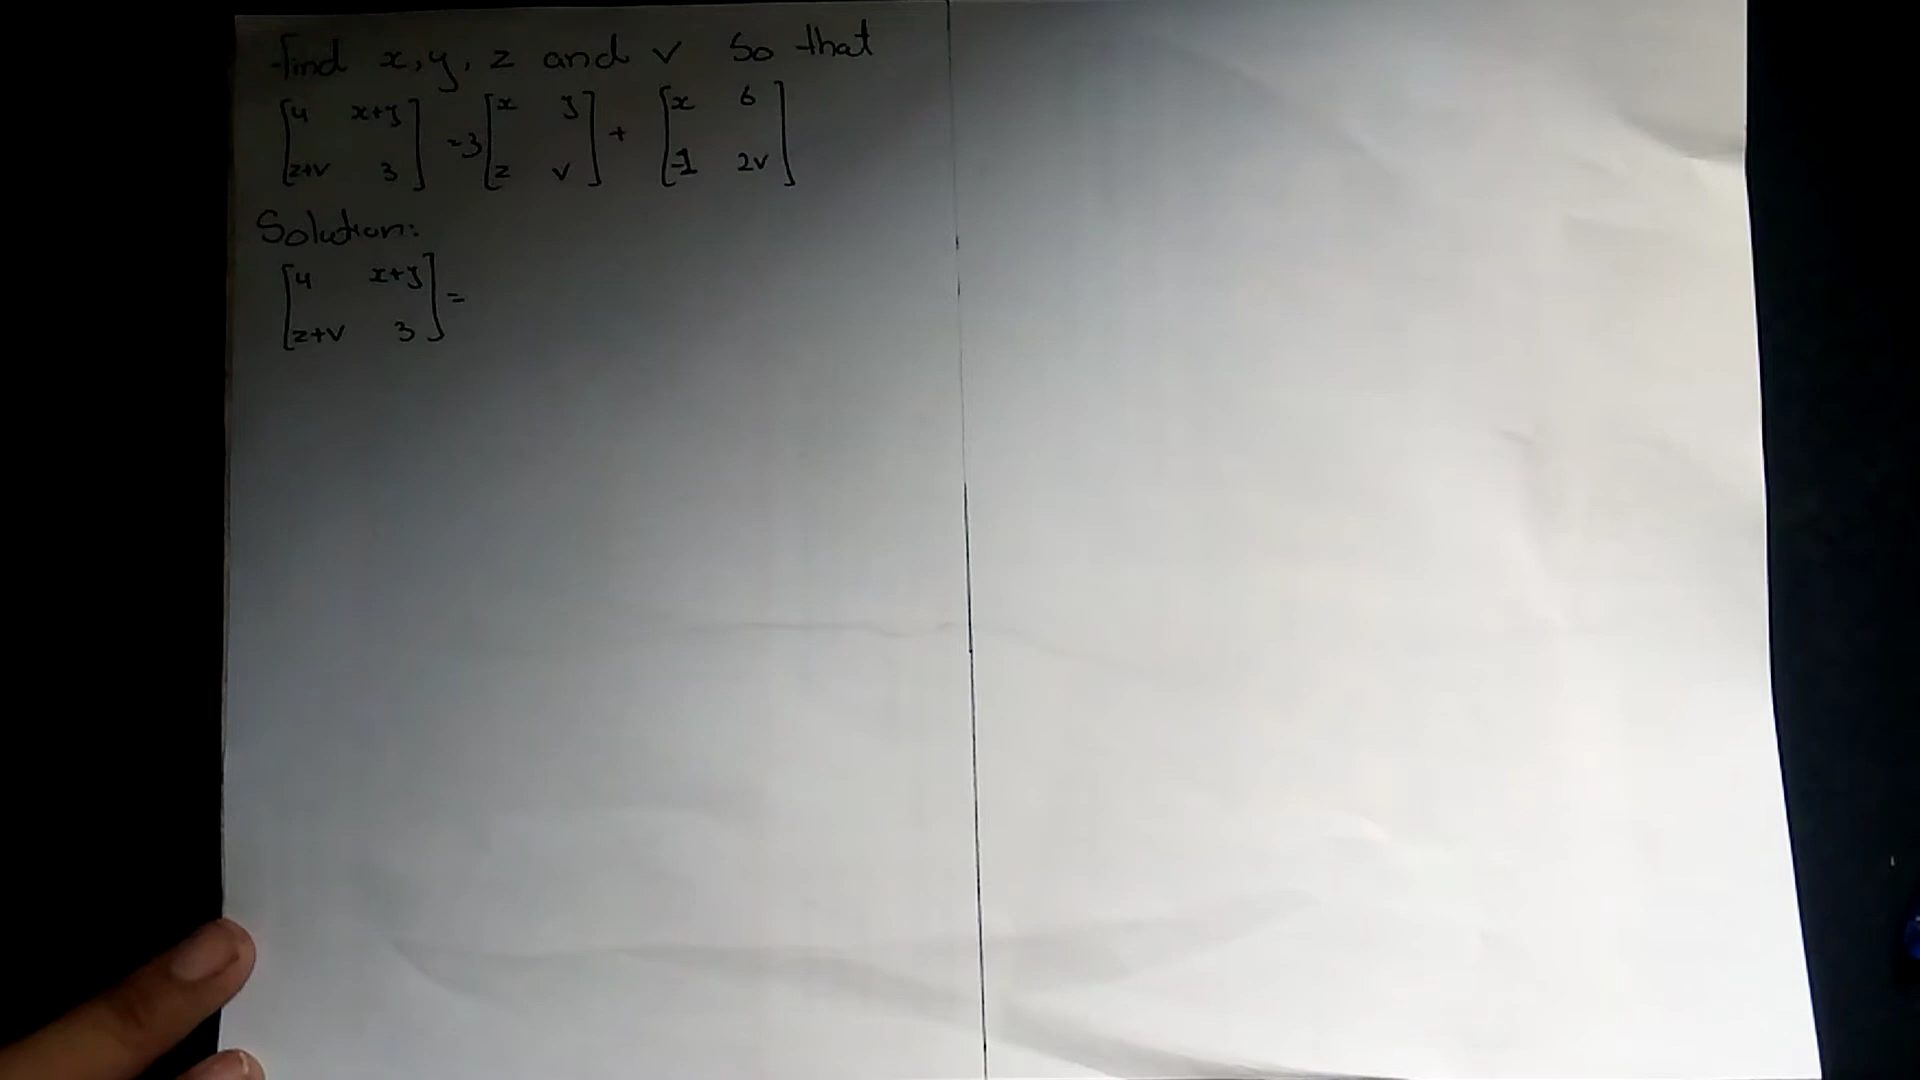 find x, y, z and v so that
[4 x+y
z+v 3] =3[x y
z v] + [x 6
-1 2v]
Solution:
[4 x+y
z+v 3] =